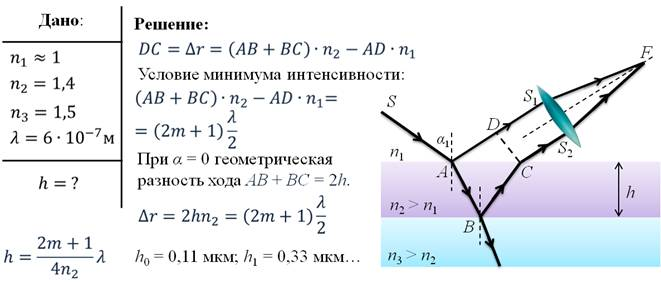 Дано:
n₁ ≈ 1
n₂ = 1,4
n₃ = 1,5
λ = 6 · 10⁻⁷м
h = ?
Решение:
DC = Δr = (AB + BC) · n₂ − AD · n₁
Условие минимума интенсивности:
(AB + BC) · n₂ − AD · n₁=
= (2m + 1) λ/2
При α = 0 геометрическая
разность хода AB + BC = 2h.
Δr = 2hn₂ = (2m + 1) λ/2
h = (2m + 1)/(4n₂) λ
h₀ = 0,11 мкм; h₁ = 0,33 мкм…
F
S
S₁
D
α₁
S₂
n₁
A
C
h
n₂ > n₁
B
n₃ > n₂